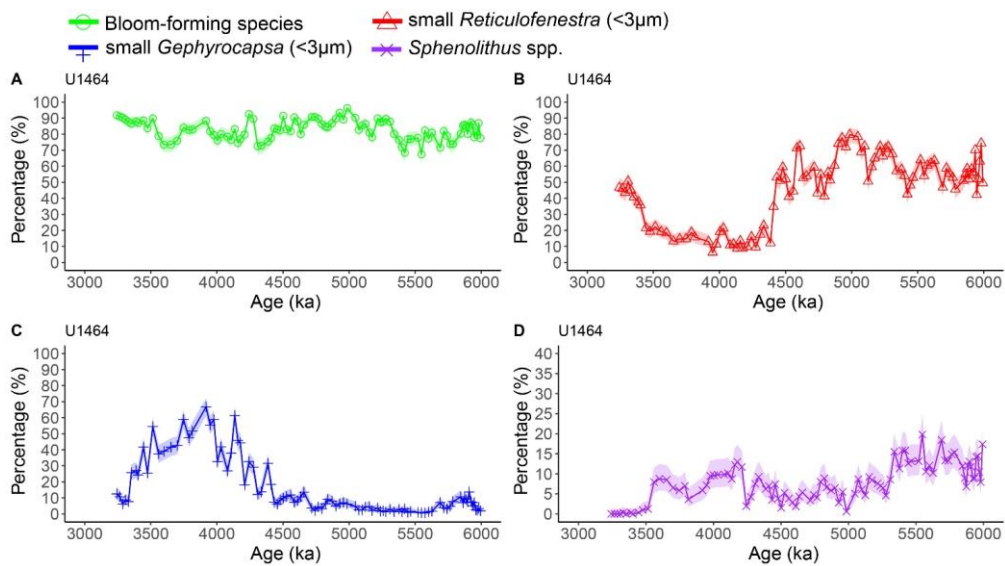 Bloom-forming species
small Reticulofenestra (<3μm)
small Gephyrocapsa (<3μm)
Sphenolithus spp.
A U1464
100
90
80
70
60
50
40
30
20
10
0
Percentage (%)
3000 3500 4000 4500 5000 5500 6000
Age (ka)
B U1464
100
90
80
70
60
50
40
30
20
10
0
Percentage (%)
3000 3500 4000 4500 5000 5500 6000
Age (ka)
C U1464
100
90
80
70
60
50
40
30
20
10
0
Percentage (%)
3000 3500 4000 4500 5000 5500 6000
Age (ka)
D U1464
40
35
30
25
20
15
10
5
0
Percentage (%)
3000 3500 4000 4500 5000 5500 6000
Age (ka)